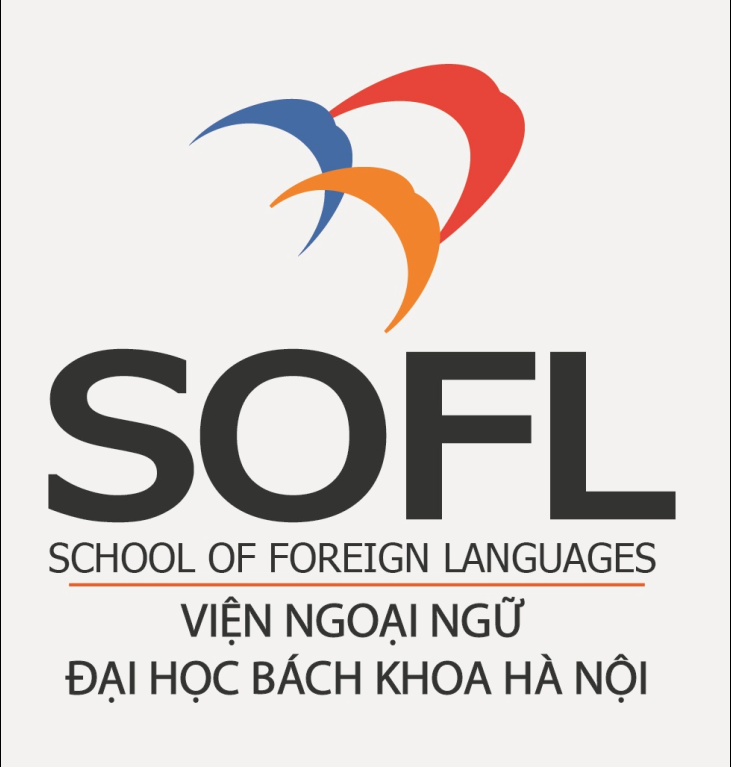 SOFL
SCHOOL OF FOREIGN LANGUAGES
VIỆN NGOẠI NGỮ
ĐẠI HỌC BÁCH KHOA HÀ NỘI